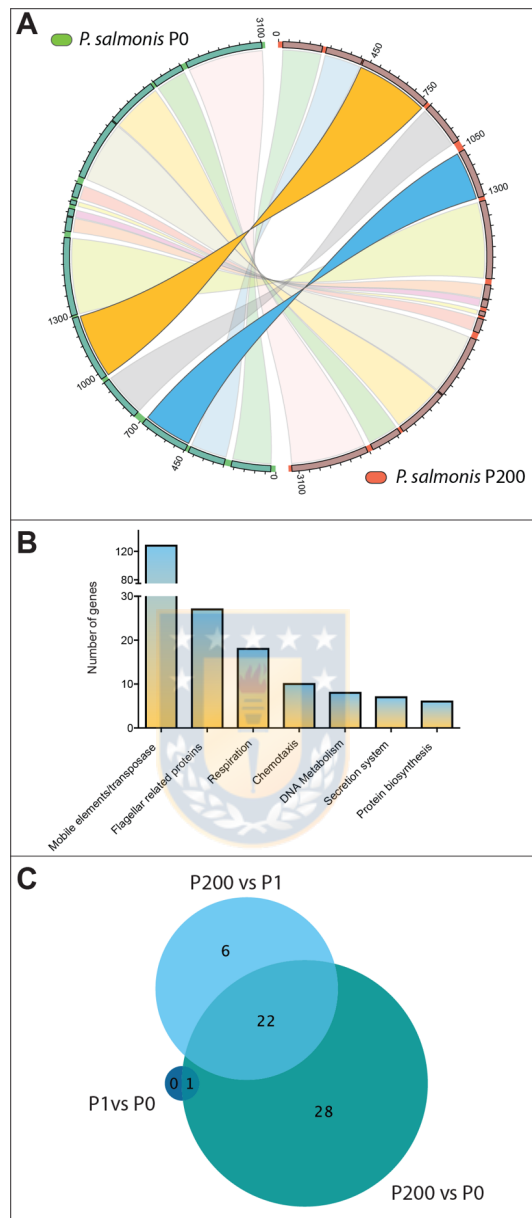 A
P. salmonis P0
3100
0
450
750
1050
1300
1300
1000
700
450
0
3100
P. salmonis P200
B
Number of genes
120
80
30
20
10
0
Mobile elements/transposase
Flagellar related proteins
Respiration
Chemotaxis
DNA Metabolism
Secretion system
Protein biosynthesis
C
P200 vs P1
6
22
0 1
P1vs P0
28
P200 vs P0